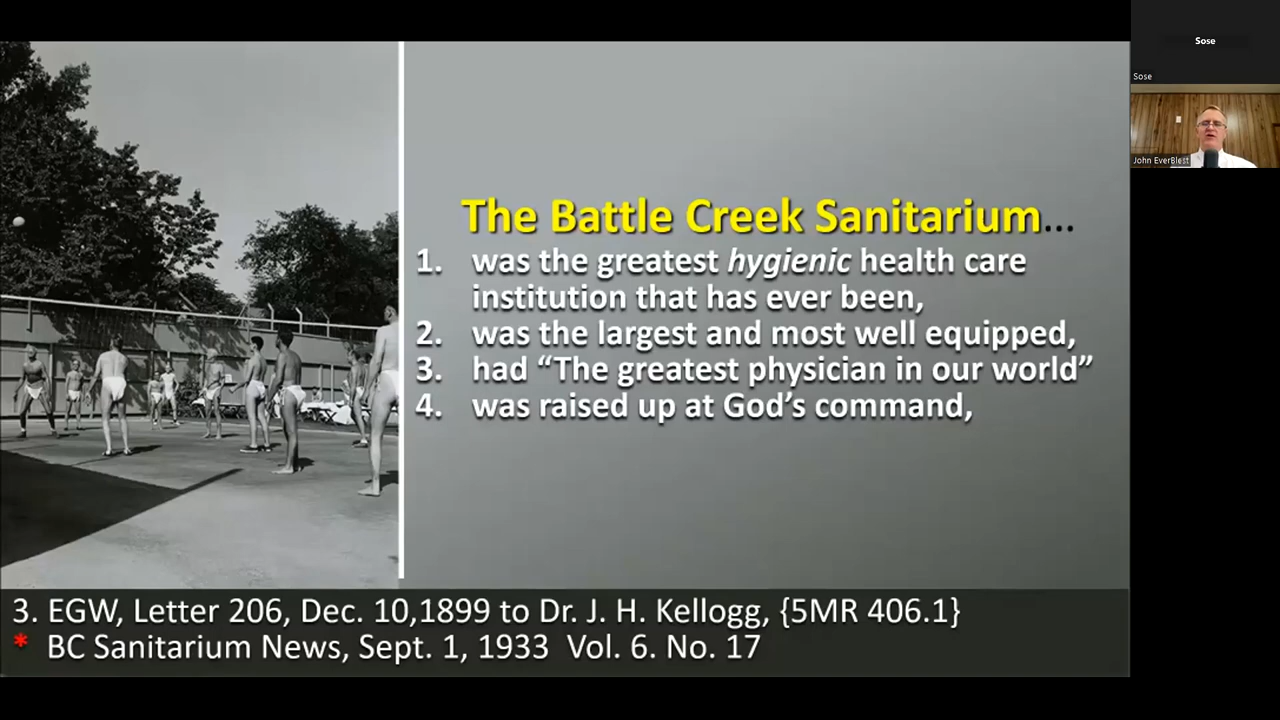 The Battle Creek Sanitarium...
1. was the greatest hygienic health care
institution that has ever been,
2. was the largest and most well equipped,
3. had “The greatest physician in our world”
4. was raised up at God’s command,
3. EGW, Letter 206, Dec. 10,1899 to Dr. J. H. Kellogg, {5MR 406.1}
* BC Sanitarium News, Sept. 1, 1933 Vol. 6. No. 17
Sose
Sose
John EverBlest